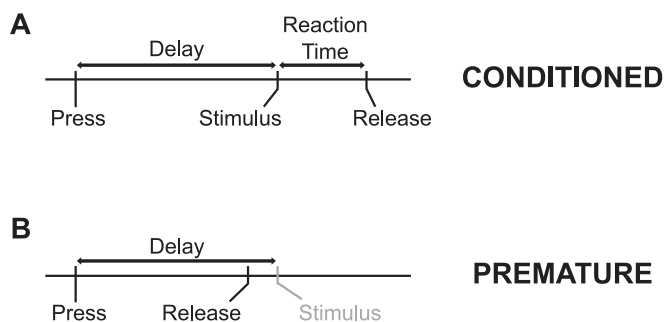 A
Reaction
Delay
Time
CONDITIONED
Press
Stimulus
Release
B
Delay
PREMATURE
Press
Release
Stimulus